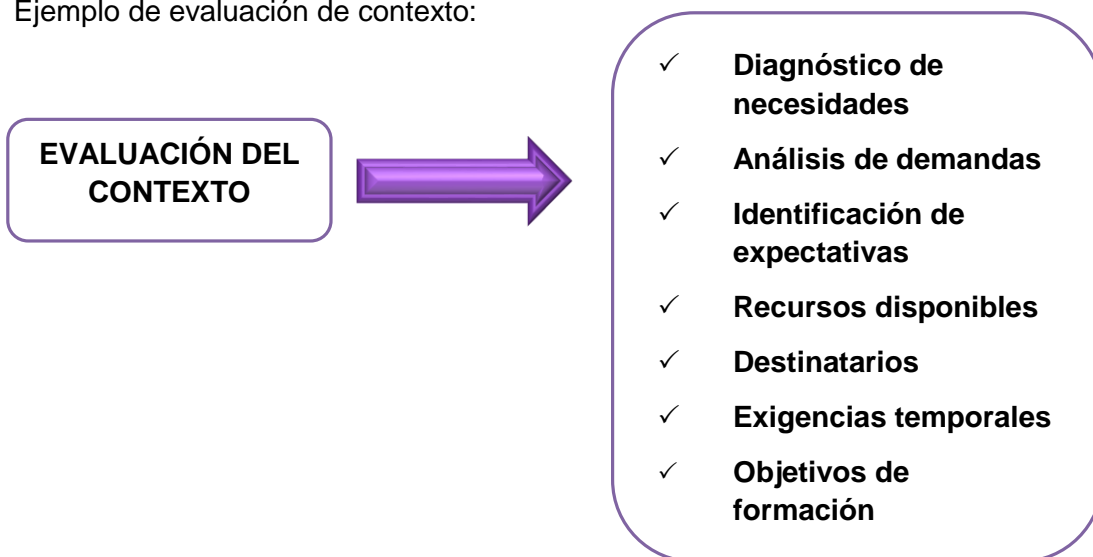 Ejemplo de evaluación de contexto:
EVALUACIÓN DEL
CONTEXTO
✓ Diagnóstico de
necesidades
✓ Análisis de demandas
✓ Identificación de
expectativas
✓ Recursos disponibles
✓ Destinatarios
✓ Exigencias temporales
✓ Objetivos de
formación